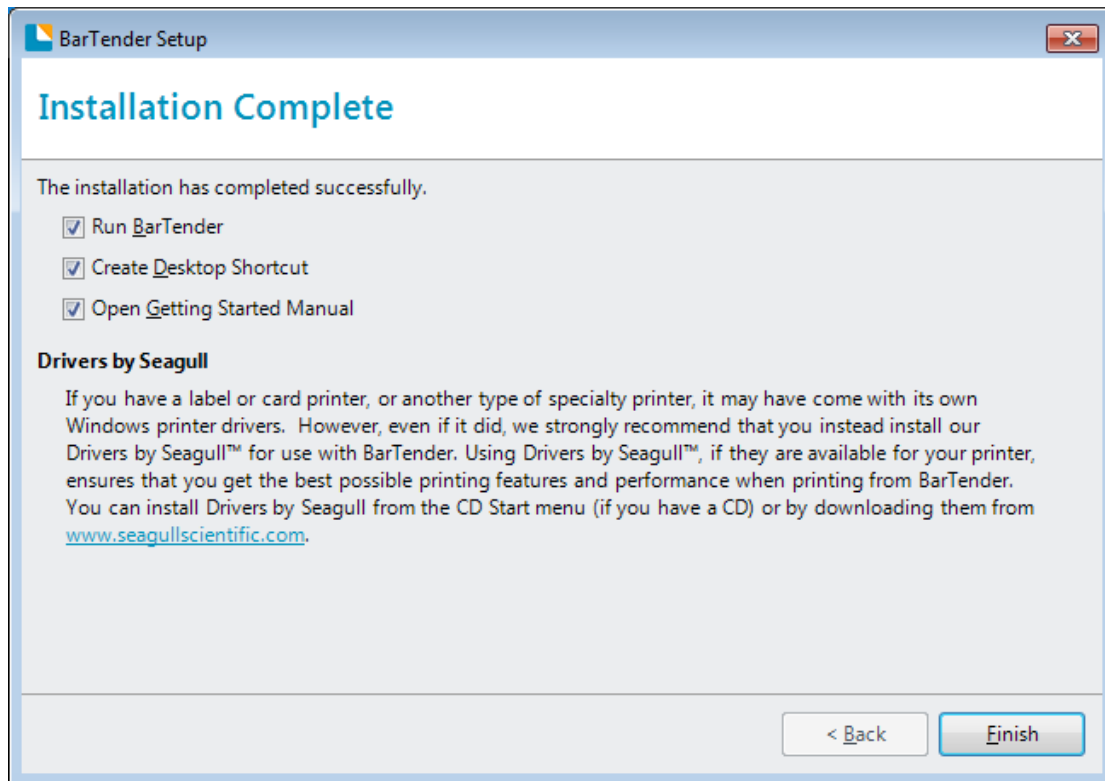 BarTender Setup
Installation Complete
The installation has completed successfully.
Run BarTender
Create Desktop Shortcut
Open Getting Started Manual
Drivers by Seagull
If you have a label or card printer, or another type of specialty printer, it may have come with its own
Windows printer drivers.  However, even if it did, we strongly recommend that you instead install our
Drivers by Seagull™ for use with BarTender. Using Drivers by Seagull™, if they are available for your printer,
ensures that you get the best possible printing features and performance when printing from BarTender.
You can install Drivers by Seagull from the CD Start menu (if you have a CD) or by downloading them from
www.seagullscientific.com.
< Back
Finish